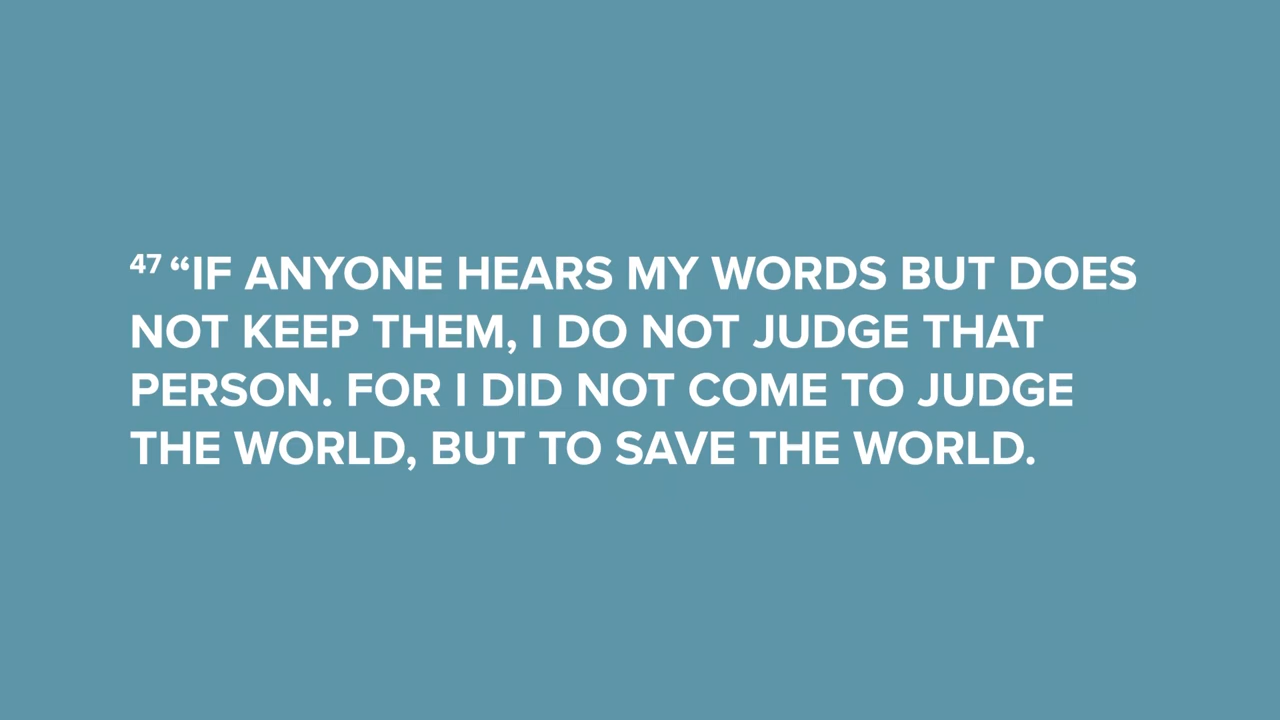 47 “IF ANYONE HEARS MY WORDS BUT DOES
NOT KEEP THEM, I DO NOT JUDGE THAT
PERSON. FOR I DID NOT COME TO JUDGE
THE WORLD, BUT TO SAVE THE WORLD.